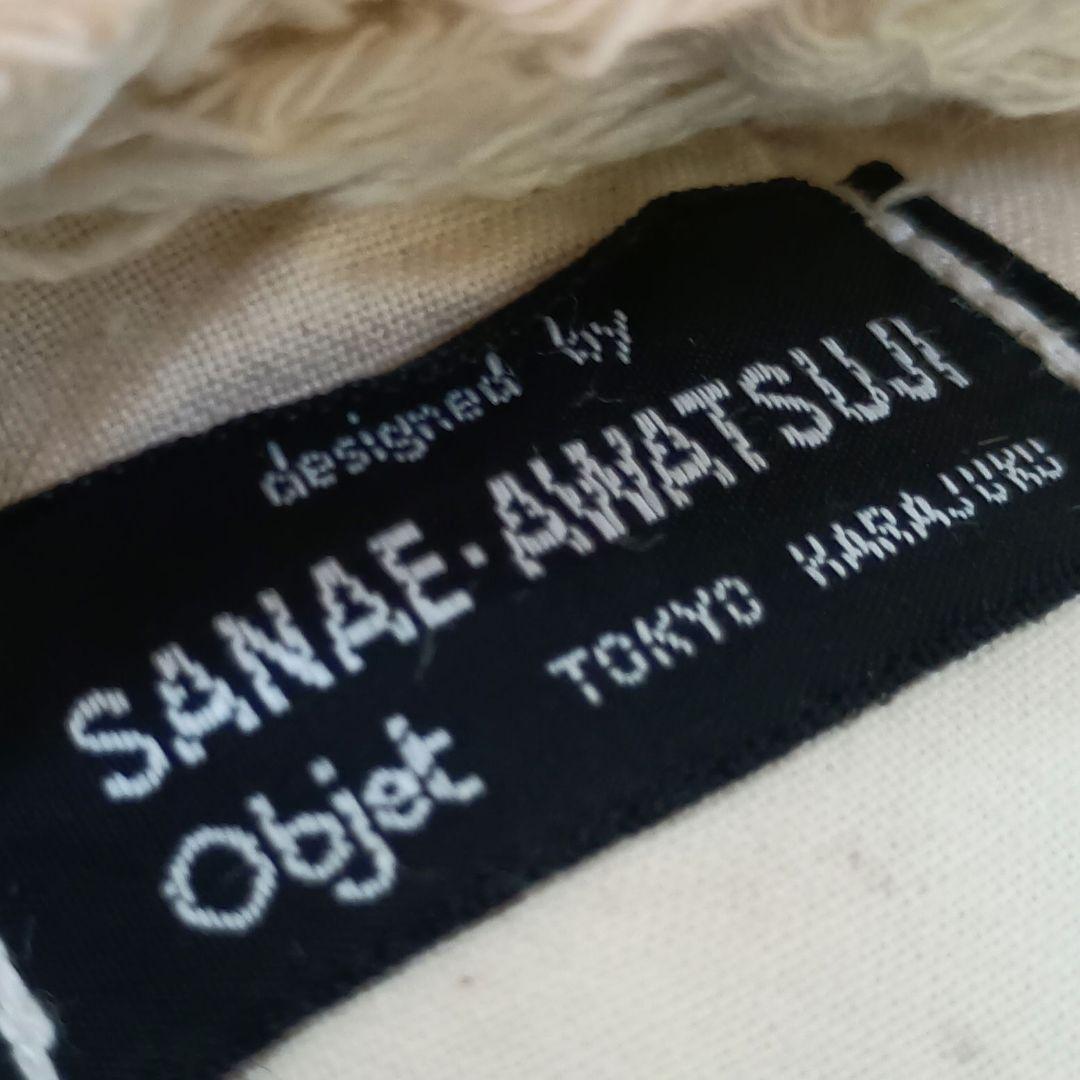 designed by
SANAE·AWATSUJI
Objet TOKYO HARAJUKU